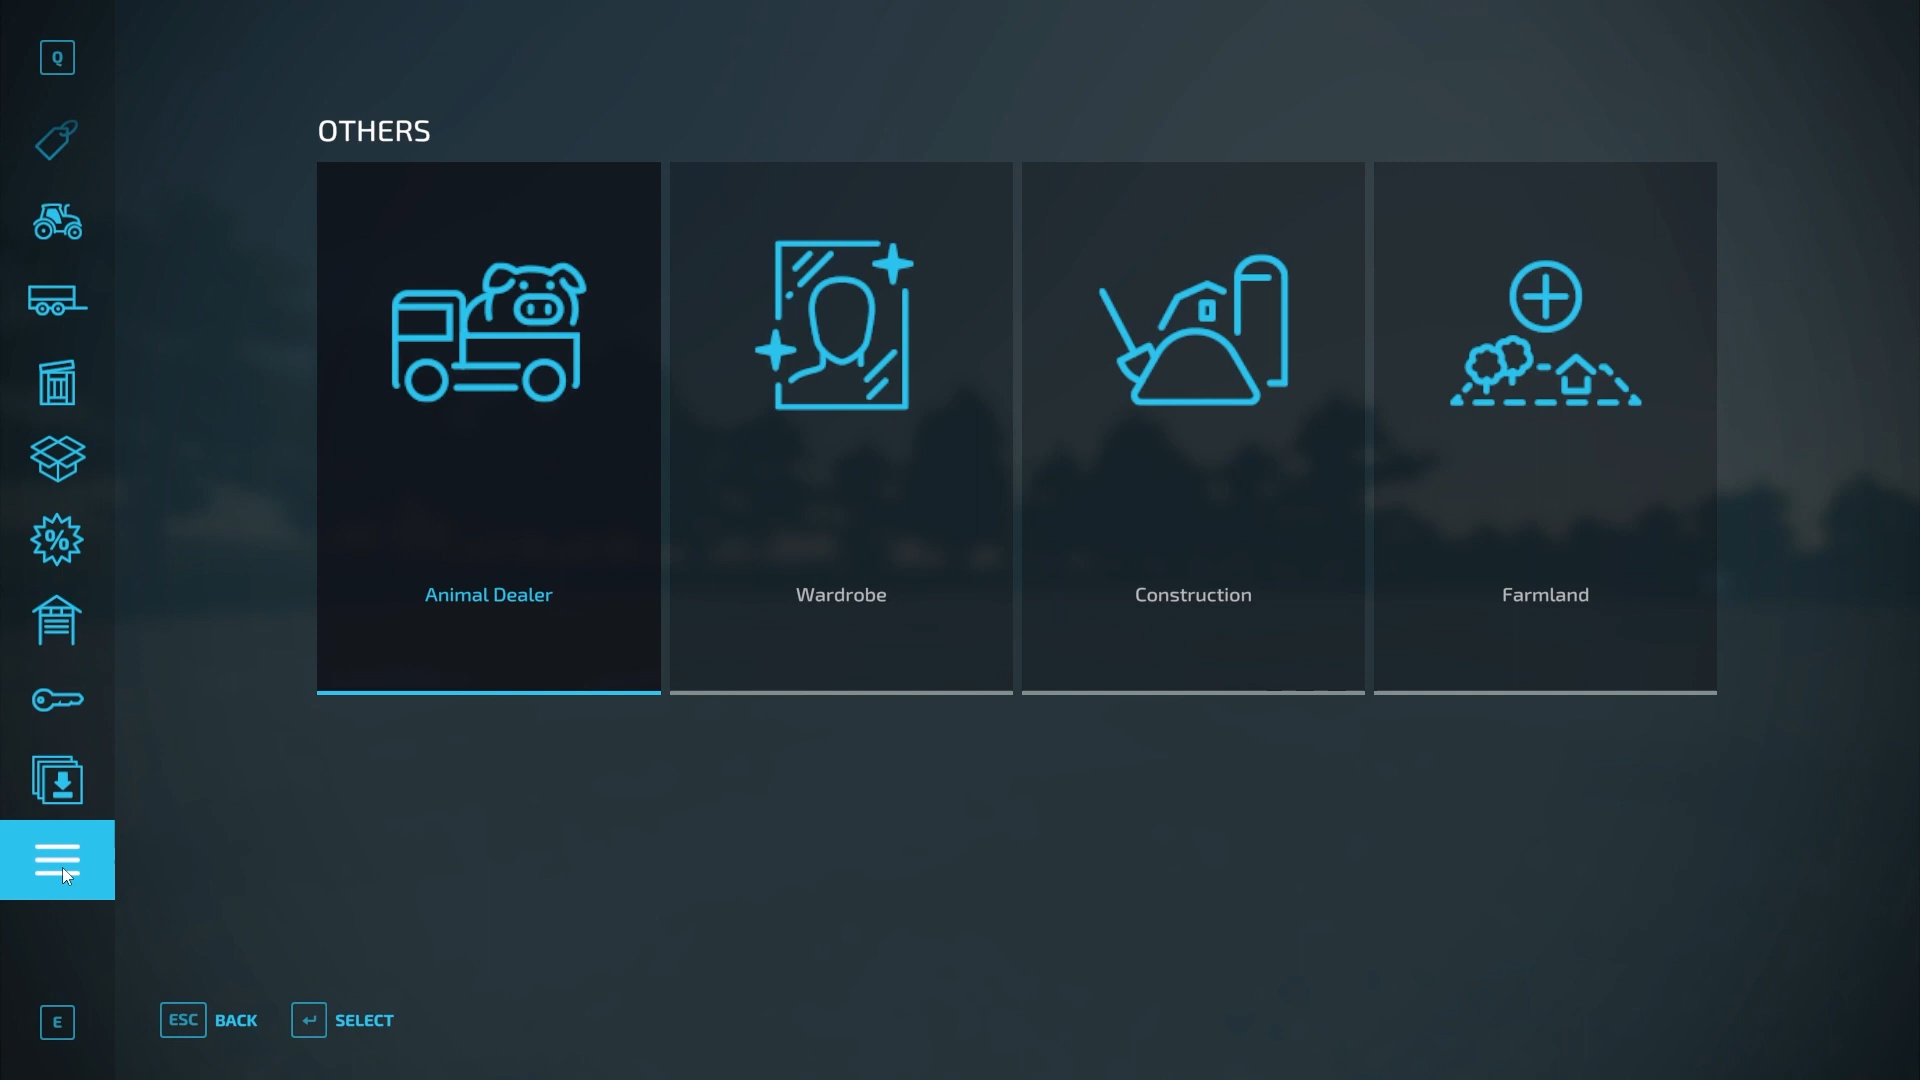 Q
OTHERS
%
Animal Dealer
Wardrobe
Construction
Farmland
E
ESC BACK
SELECT